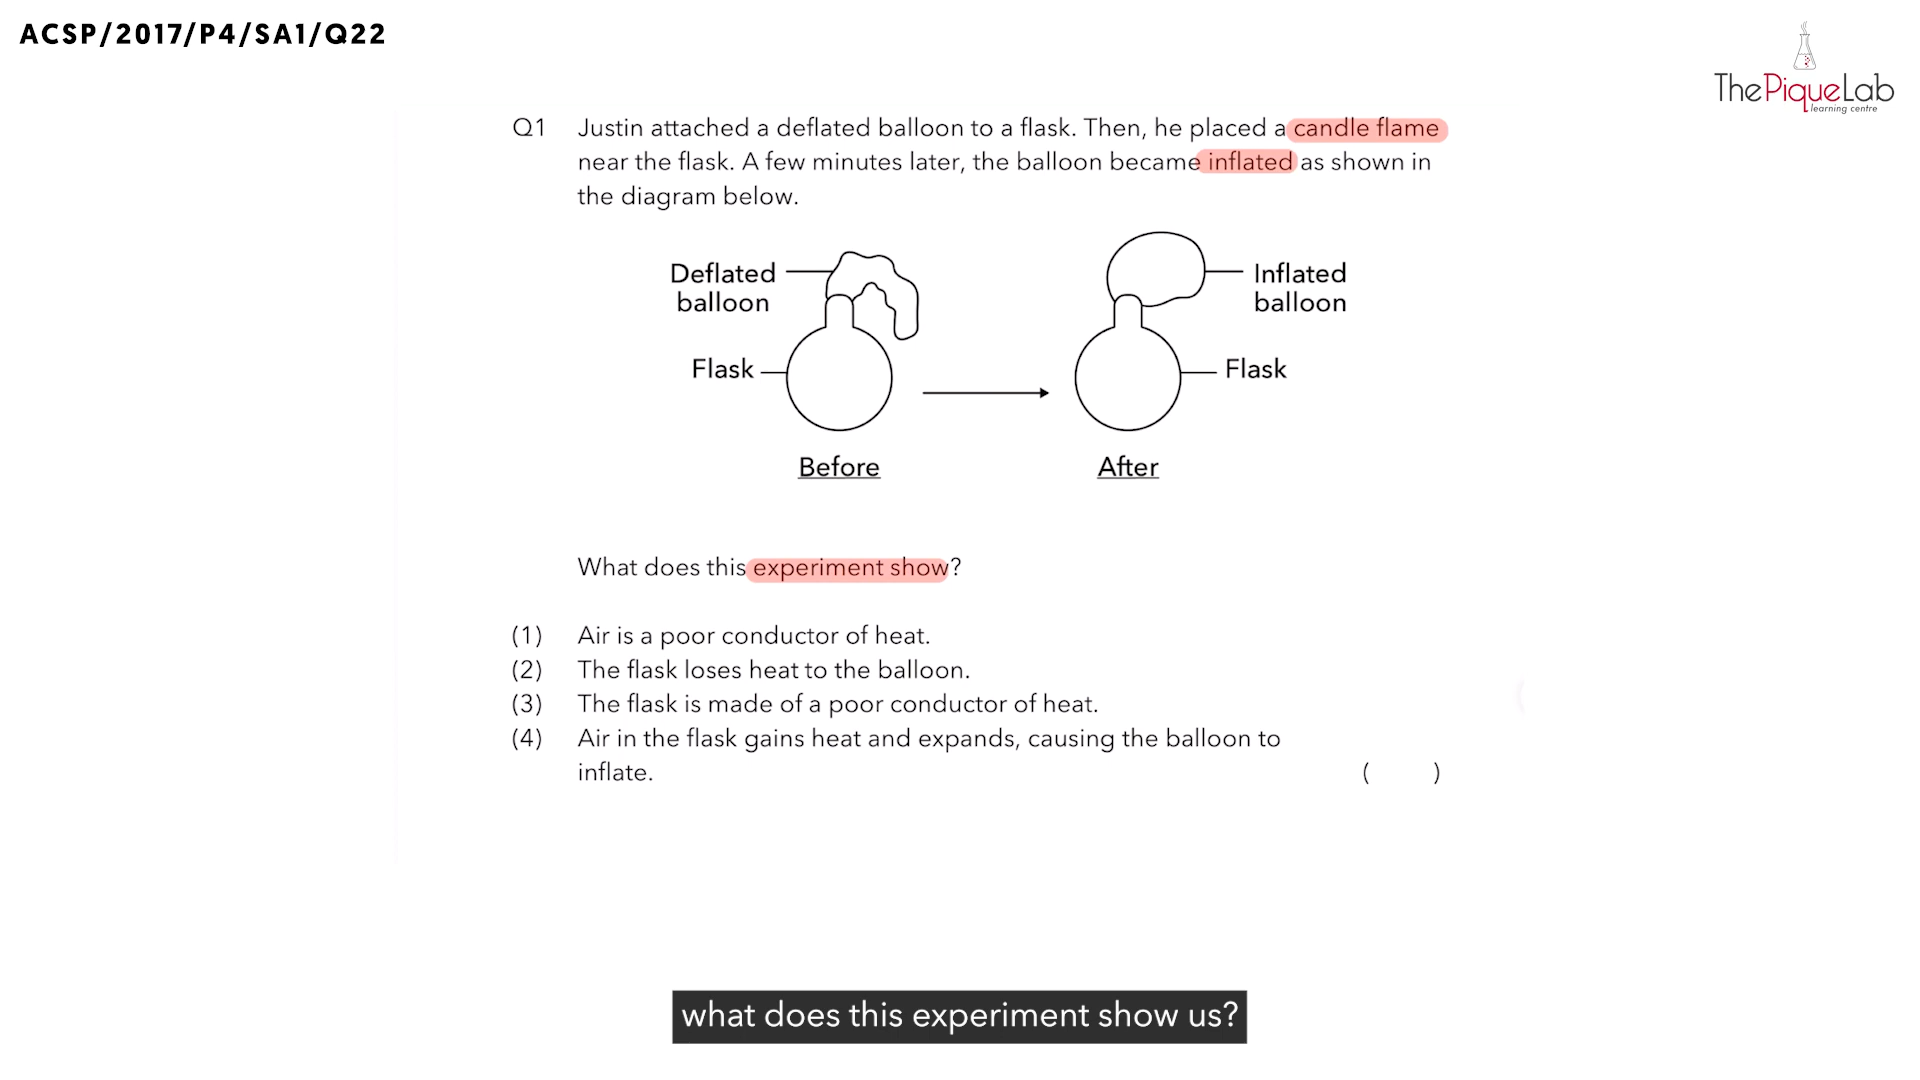 ACSP/2017/P4/SA1/Q22
ThePiqueLab
learning centre
Q1 Justin attached a deflated balloon to a flask. Then, he placed a candle flame
near the flask. A few minutes later, the balloon became inflated as shown in
the diagram below.
Deflated
balloon
Inflated
balloon
Flask
Flask
Before
After
What does this experiment show?
(1) Air is a poor conductor of heat.
(2) The flask loses heat to the balloon.
(3) The flask is made of a poor conductor of heat.
(4) Air in the flask gains heat and expands, causing the balloon to
inflate. ( )
what does this experiment show us?